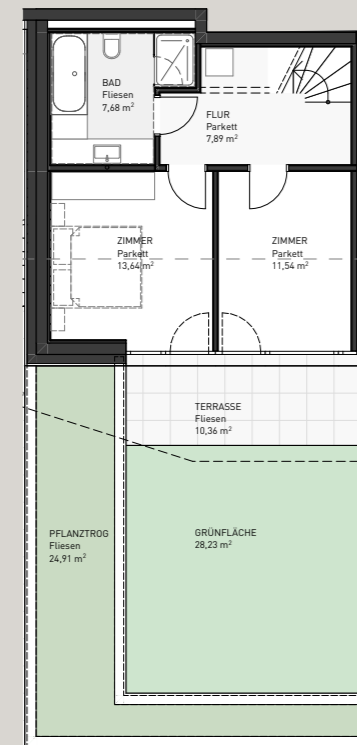 BAD
Fliesen
7,68 m²
FLUR
Parkett
7,89 m²
ZIMMER
Parkett
13,64 m²
ZIMMER
Parkett
11,54 m²
TERRASSE
Fliesen
10,36 m²
PFLANZTROG
Fliesen
24,91 m²
GRÜNFLÄCHE
28,23 m²